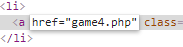 <li>
<a href="game4.php" class=
</li>